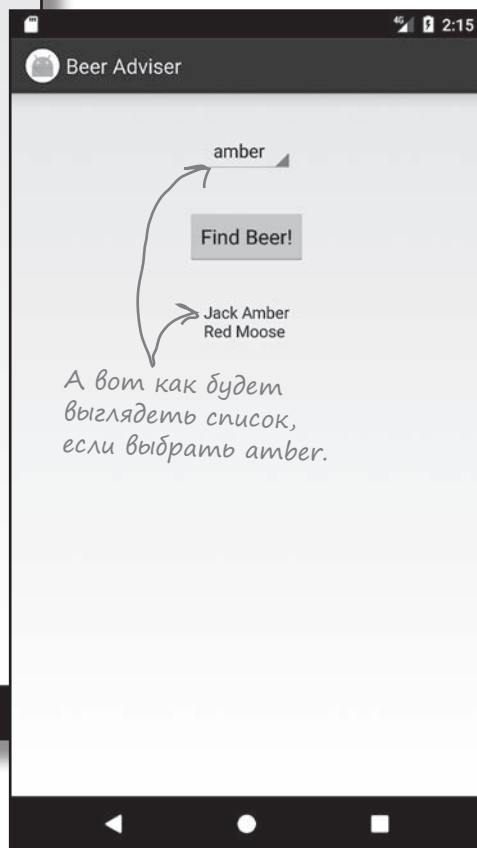 4G 2:15
Beer Adviser
amber
Find Beer!
Jack Amber
Red Moose
А вот как будет
выглядеть список,
если выбрать amber.